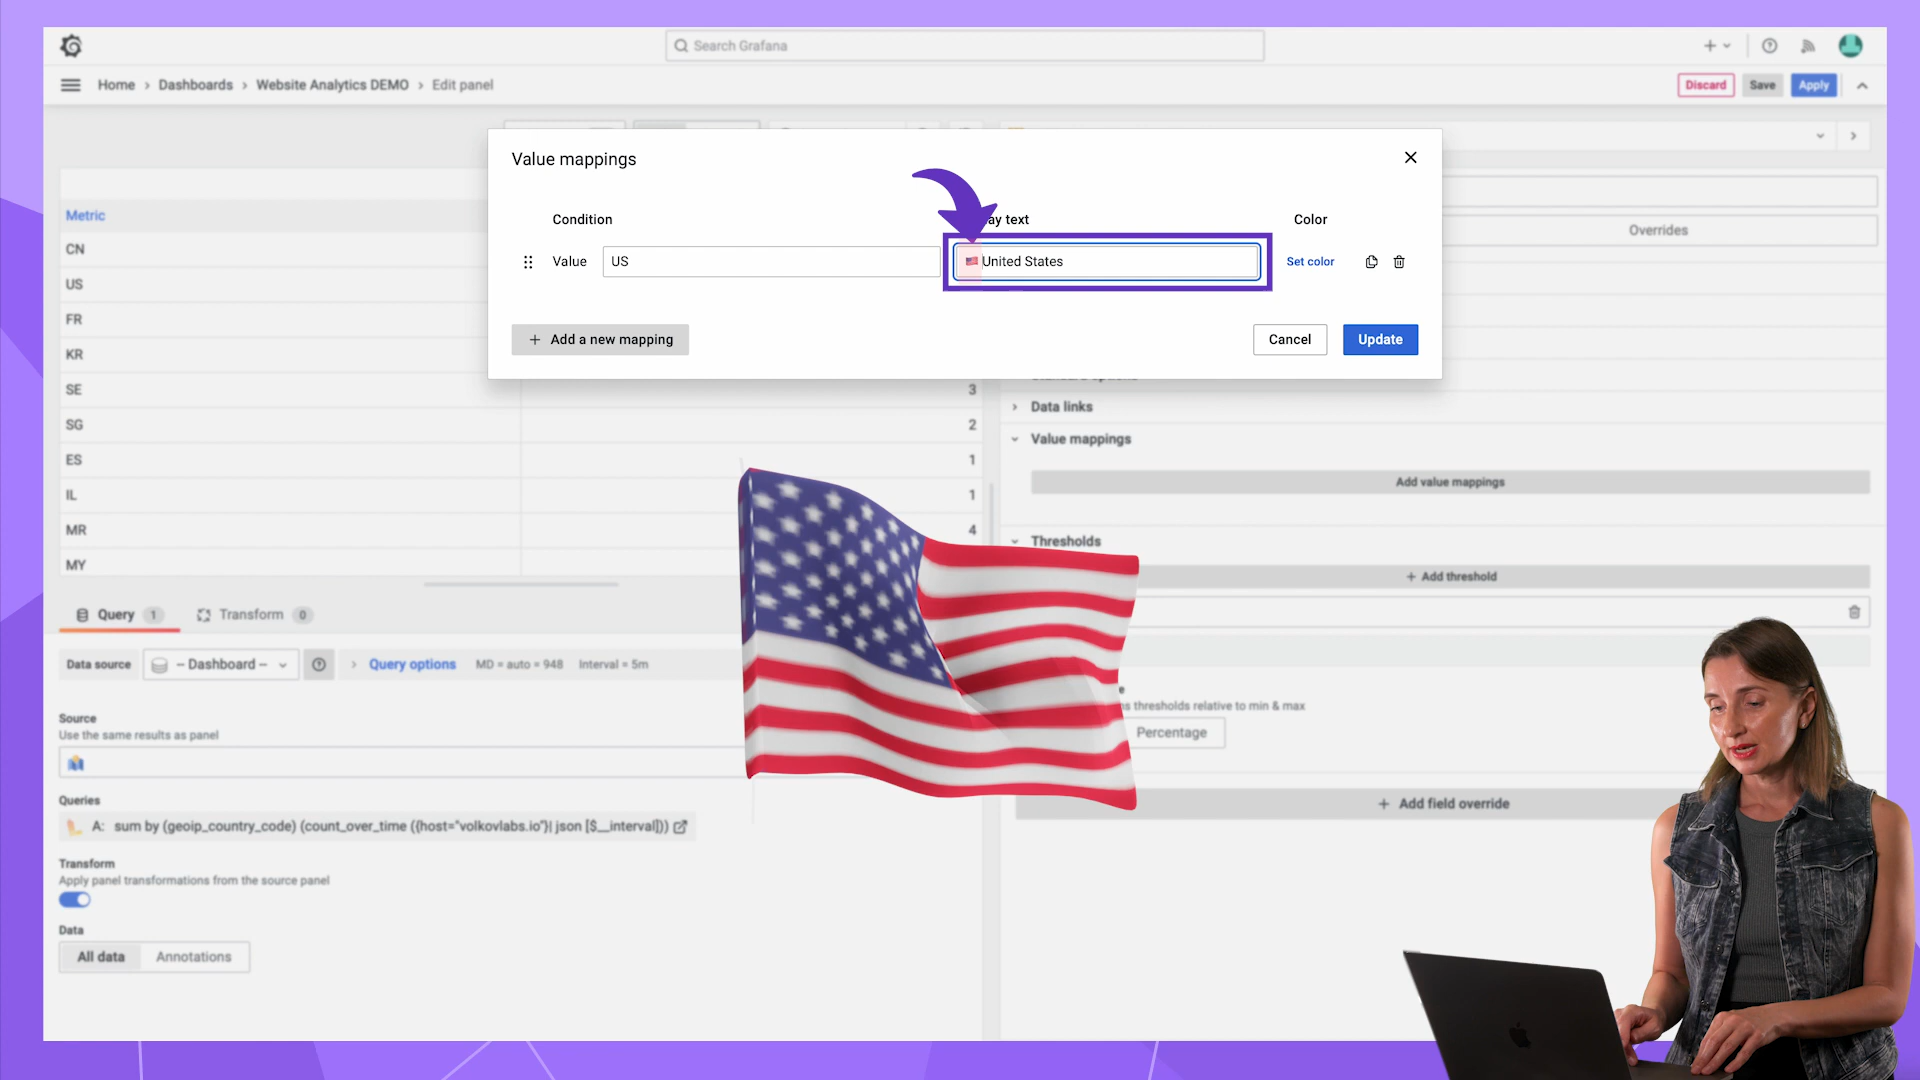 Search Grafana
Home › Dashboards › Website Analytics DEMO › Edit panel
Discard Save Apply
Value mappings
Condition
ay text
Color
Value US 🇺🇸United States Set color
+ Add a new mapping
Cancel Update
Metric
CN
US
FR
KR
SE 3
SG 2
ES 1
IL 1
MR 4
MY
Overrides
Data links
Value mappings
Add value mappings
Thresholds
+ Add threshold
thresholds relative to min & max
Percentage
+ Add field override
Query 1 Transform 0
Data source -- Dashboard -- Query options MD = auto = 948 Interval = 5m
Source
Use the same results as panel
Queries
A: sum by (geoip_country_code) (count_over_time ({host="volkovlabs.io"}| json [$__interval]))
Transform
Apply panel transformations from the source panel
Data
All data Annotations